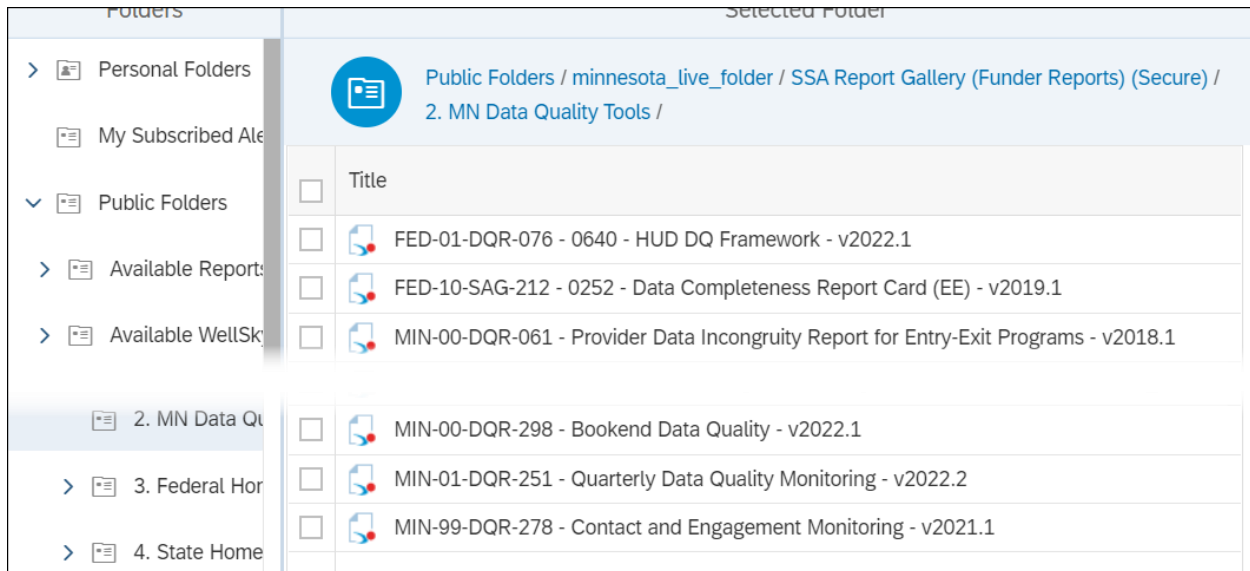 Folders
Selected Folder
Personal Folders
My Subscribed Ale
Public Folders
Available Reports
Available WellSky
2. MN Data Qu
3. Federal Hor
4. State Home
Public Folders / minnesota_live_folder / SSA Report Gallery (Funder Reports) (Secure) /
2. MN Data Quality Tools /
Title
FED-01-DQR-076 - 0640 - HUD DQ Framework - v2022.1
FED-10-SAG-212 - 0252 - Data Completeness Report Card (EE) - v2019.1
MIN-00-DQR-061 - Provider Data Incongruity Report for Entry-Exit Programs - v2018.1
MIN-00-DQR-298 - Bookend Data Quality - v2022.1
MIN-01-DQR-251 - Quarterly Data Quality Monitoring - v2022.2
MIN-99-DQR-278 - Contact and Engagement Monitoring - v2021.1